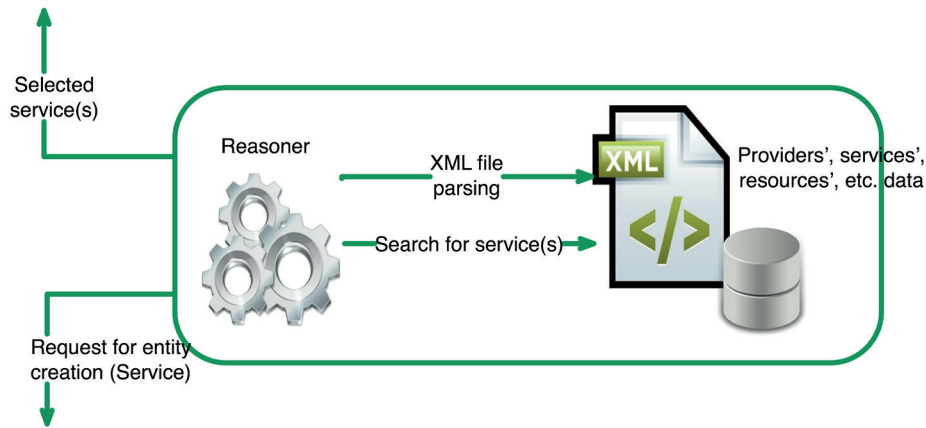 Selected
service(s)
Reasoner
XML file
parsing
XML
</>
Providers’, services’,
resources’, etc. data
Search for service(s)
Request for entity
creation (Service)